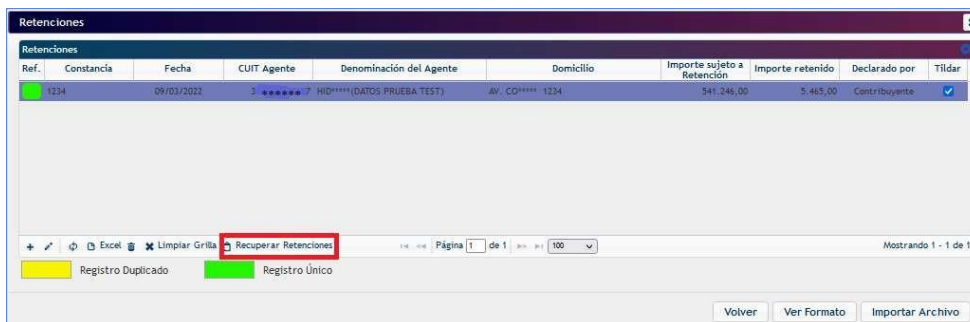 Retenciones
Retenciones
Ref. Constancia Fecha CUIT Agente Denominación del Agente Domicilio Importe sujeto a Retención Importe retenido Declarado por Tildar
1234 09/03/2022 3 ******7 HID*****(DATOS PRUEBA TEST) AV. CO***** 1234 541.246,00 5.465,00 Contribuyente
Excel Limpiar Grilla Recuperar Retenciones Página 1 de 1 100 Mostrando 1 - 1 de 1
Registro Duplicado Registro Único
Volver Ver Formato Importar Archivo